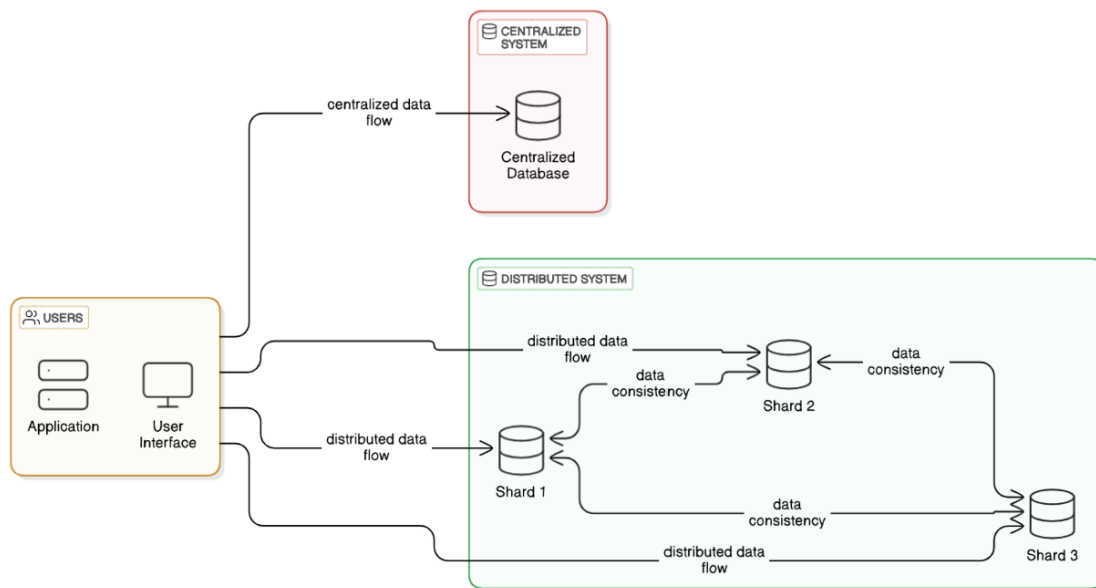 CENTRALIZED
SYSTEM
centralized data
flow
Centralized
Database
DISTRIBUTED SYSTEM
USERS
distributed data
flow
data
consistency
data
consistency
Shard 2
Application
User
Interface
distributed data
flow
Shard 1
data
consistency
distributed data
flow
Shard 3